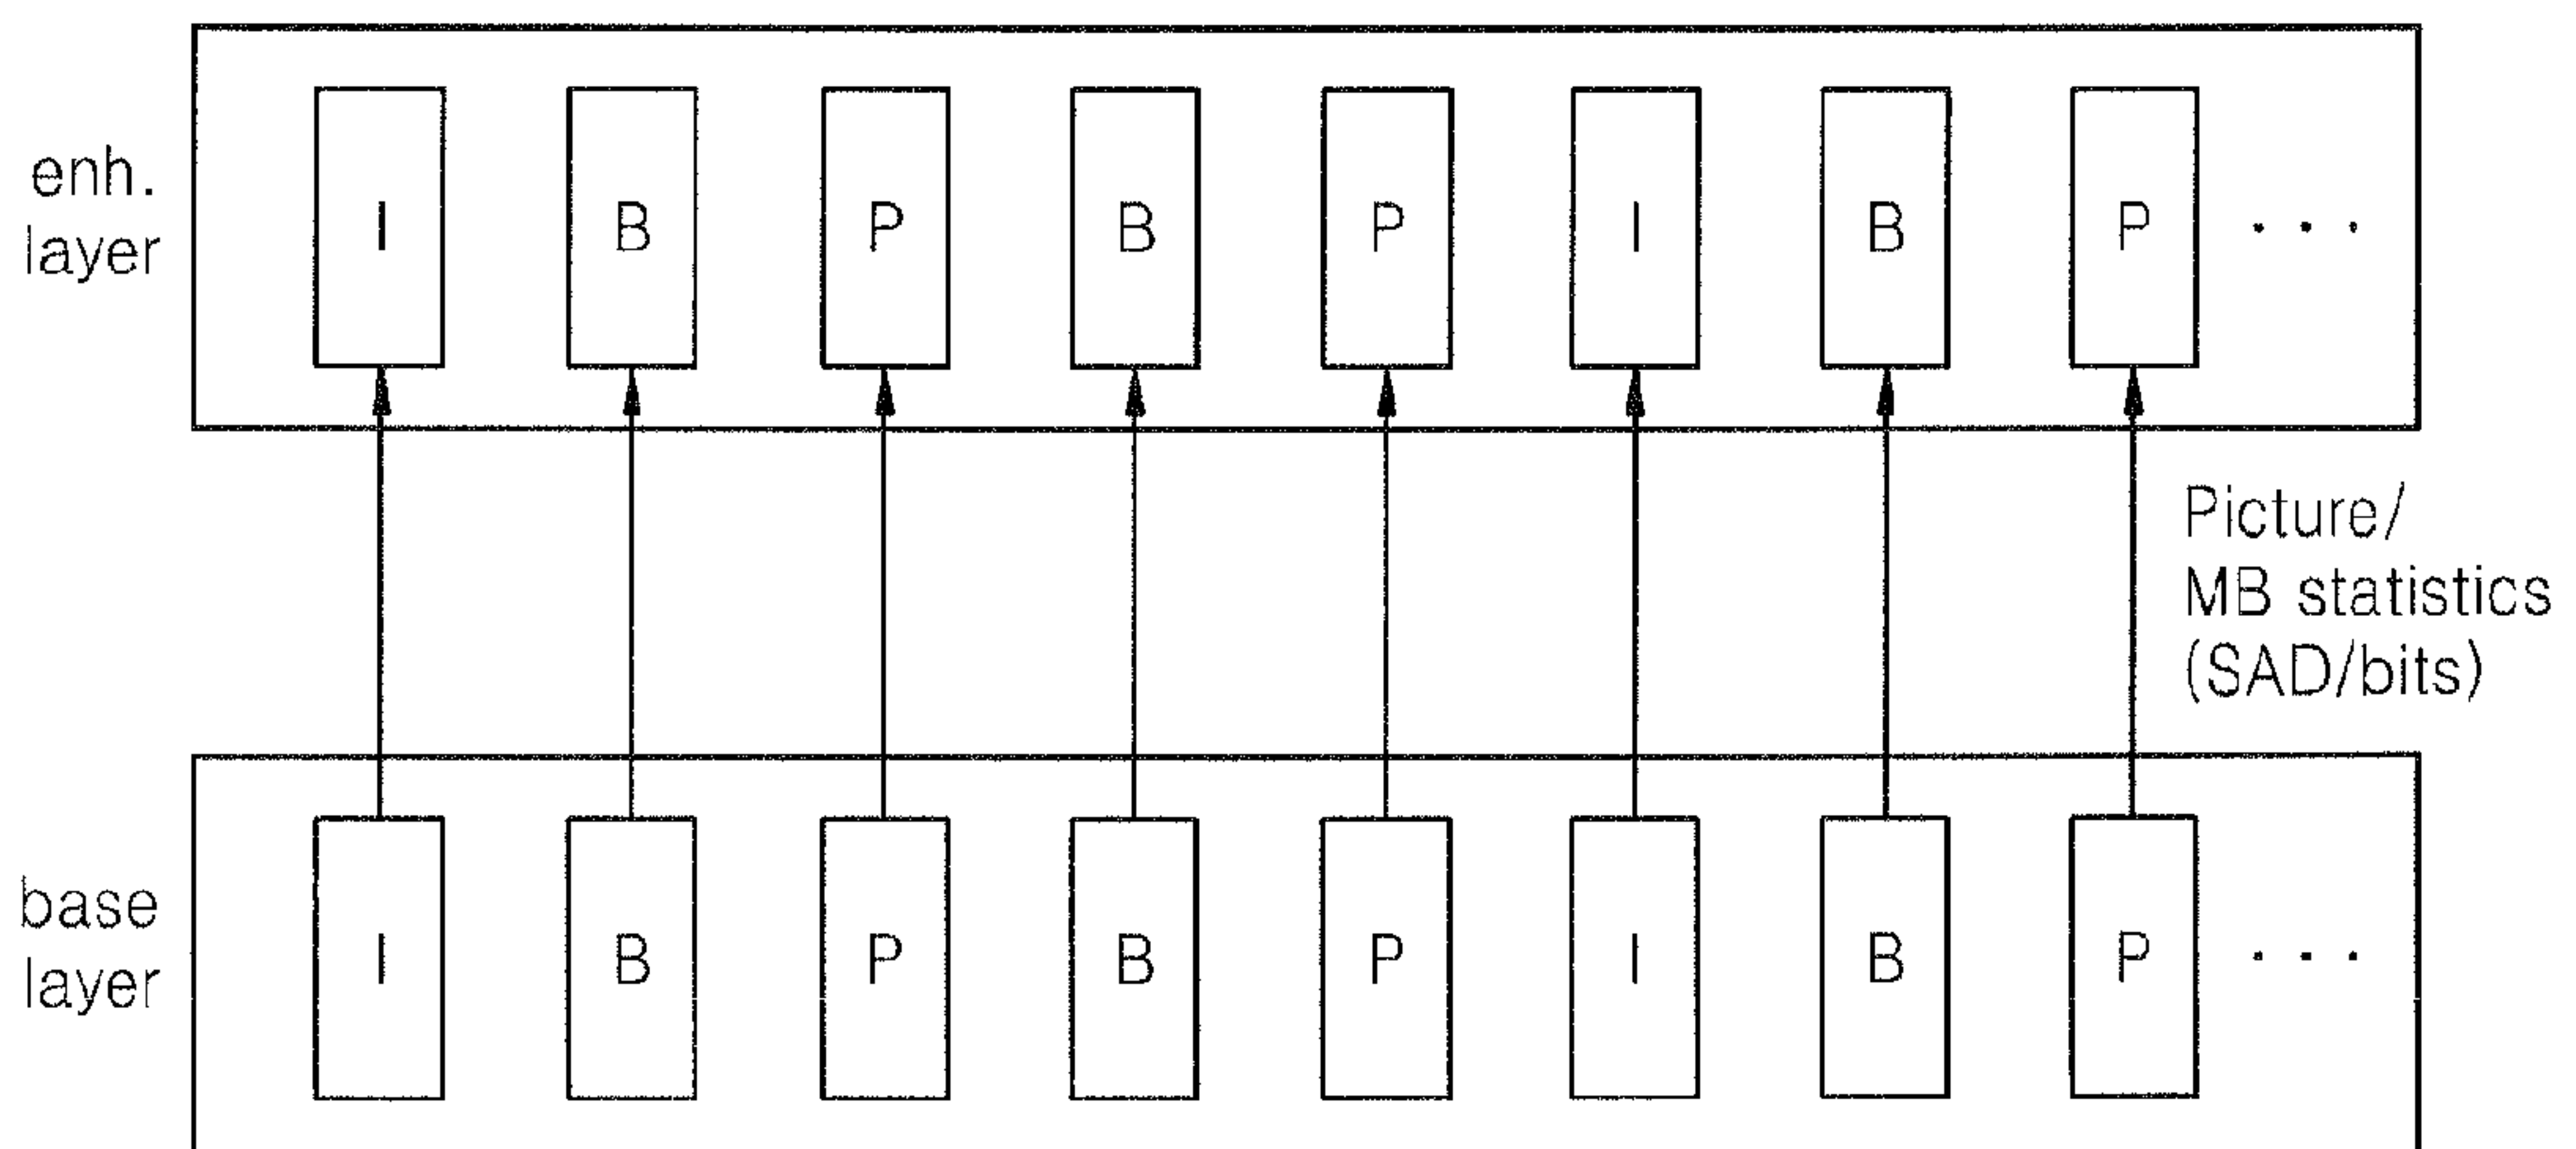 enh.
layer
I B P B P I B P ...
Picture/
MB statistics
(SAD/bits)
base
layer
I B P B P I B P ...